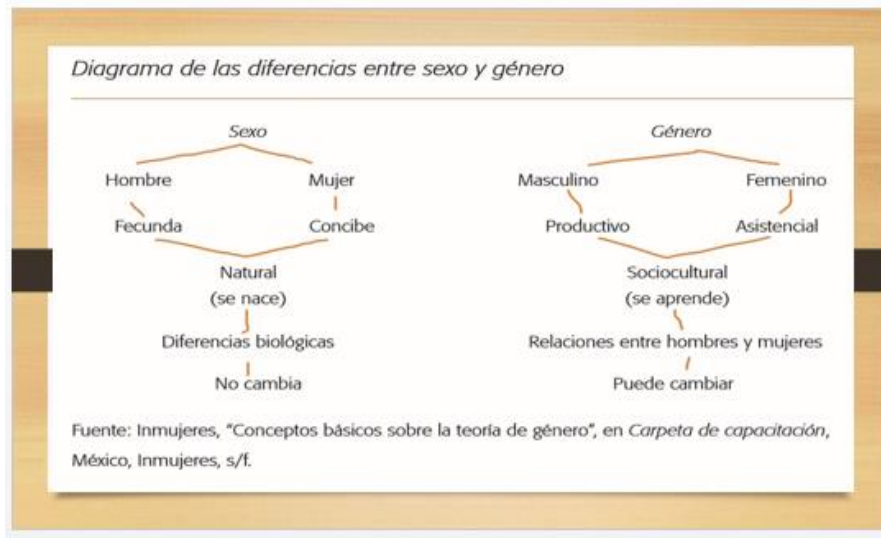 Diagrama de las diferencias entre sexo y género
Sexo
Género
Hombre
Mujer
Masculino
Femenino
Fecunda
Concibe
Productivo
Asistencial
Natural
(se nace)
Sociocultural
(se aprende)
Diferencias biológicas
Relaciones entre hombres y mujeres
No cambia
Puede cambiar
Fuente: Inmujeres, “Conceptos básicos sobre la teoría de género”, en Carpeta de capacitación,
México, Inmujeres, s/f.